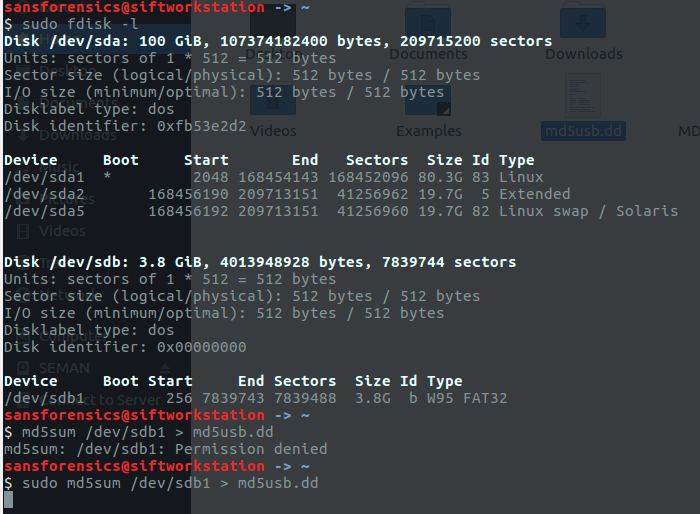 sansforensics@siftworkstation -> ~
$ sudo fdisk -l
Disk /dev/sda: 100 GiB, 107374182400 bytes, 209715200 sectors
Units: sectors of 1 * 512 = 512 bytes
Sector size (logical/physical): 512 bytes / 512 bytes
I/O size (minimum/optimal): 512 bytes / 512 bytes
Disklabel type: dos
Disk identifier: 0xfb53e2d2
Device Boot Start End Sectors Size Id Type
/dev/sda1 * 2048 168454143 168452096 80.3G 83 Linux
/dev/sda2 168456190 209713151 41256962 19.7G 5 Extended
/dev/sda5 168456192 209713151 41256960 19.7G 82 Linux swap / Solaris
Disk /dev/sdb: 3.8 GiB, 4013948928 bytes, 7839744 sectors
Units: sectors of 1 * 512 = 512 bytes
Sector size (logical/physical): 512 bytes / 512 bytes
I/O size (minimum/optimal): 512 bytes / 512 bytes
Disklabel type: dos
Disk identifier: 0x00000000
Device Boot Start End Sectors Size Id Type
/dev/sdb1 256 7839743 7839488 3.8G b W95 FAT32
sansforensics@siftworkstation -> ~
$ md5sum /dev/sdb1 > md5usb.dd
md5sum: /dev/sdb1: Permission denied
sansforensics@siftworkstation -> ~
$ sudo md5sum /dev/sdb1 > md5usb.dd
Desktop
Documents
Downloads
Music
Pictures
Videos
Computer
SEMAN
Connect to Server
Desktop
Documents
Downloads
Videos
Examples
md5usb.dd
MD